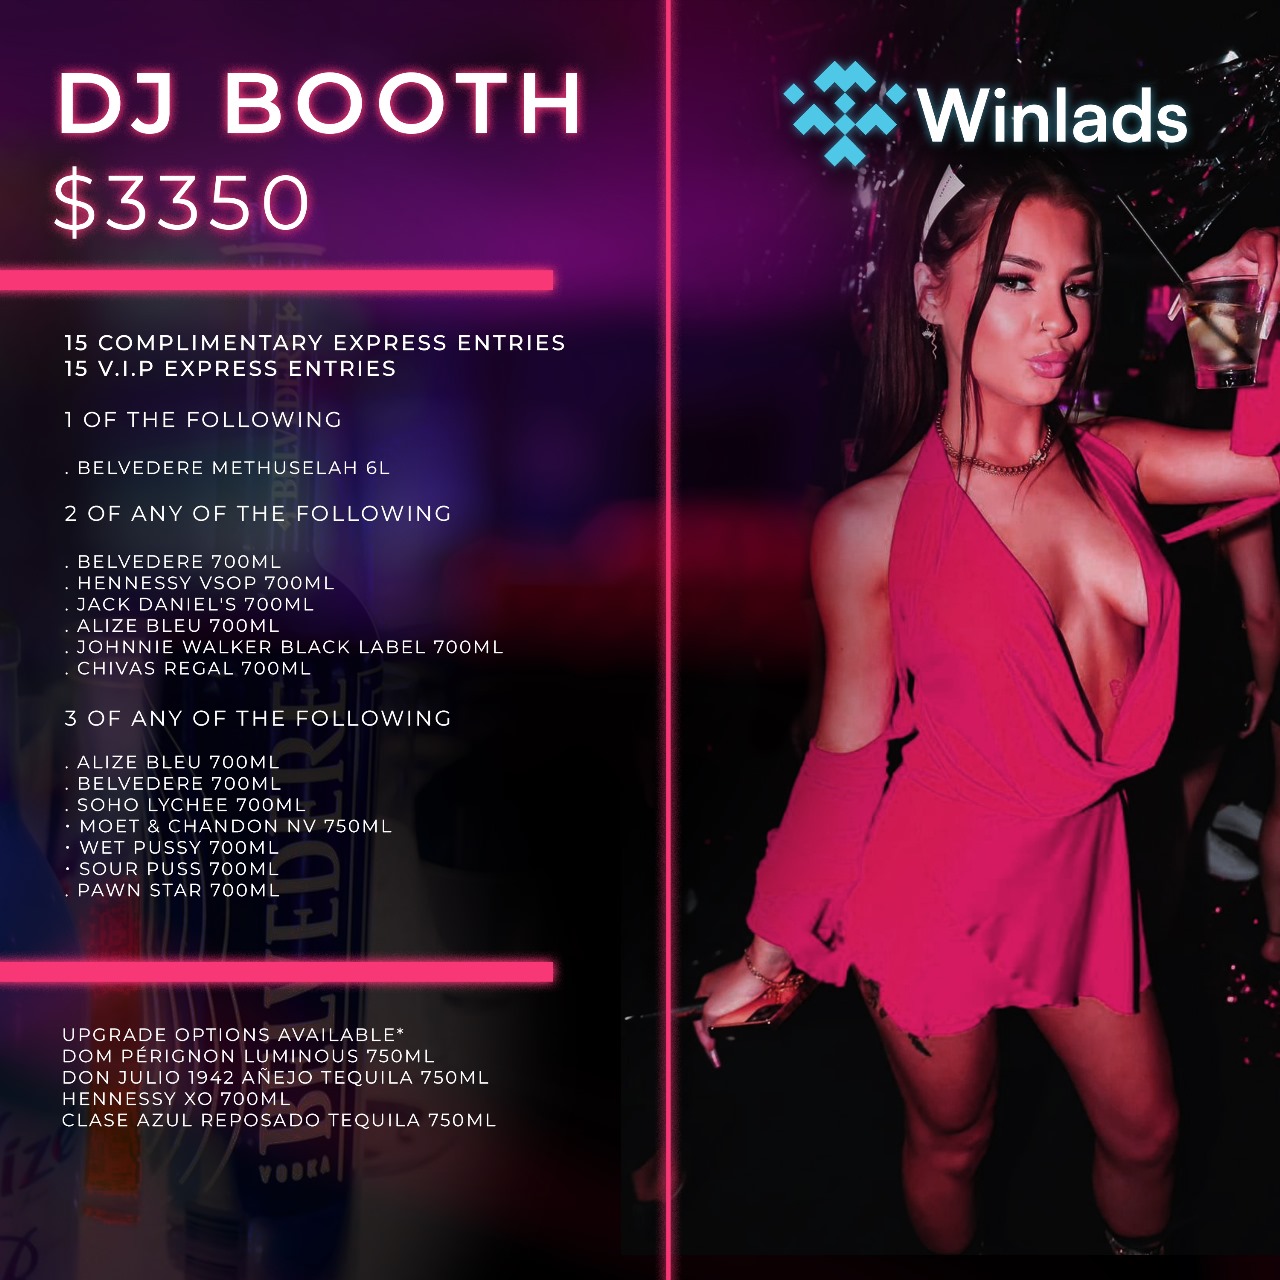 DJ BOOTH
$3350
Winlads
15 COMPLIMENTARY EXPRESS ENTRIES
15 V.I.P EXPRESS ENTRIES
1 OF THE FOLLOWING
. BELVEDERE METHUSELAH 6L
2 OF ANY OF THE FOLLOWING
. BELVEDERE 700ML
. HENNESSY VSOP 700ML
. JACK DANIEL'S 700ML
. ALIZE BLEU 700ML
. JOHNNIE WALKER BLACK LABEL 700ML
. CHIVAS REGAL 700ML
3 OF ANY OF THE FOLLOWING
. ALIZE BLEU 700ML
. BELVEDERE 700ML
. SOHO LYCHEE 700ML
· MOET & CHANDON NV 750ML
· WET PUSSY 700ML
· SOUR PUSS 700ML
. PAWN STAR 700ML
UPGRADE OPTIONS AVAILABLE*
DOM PÉRIGNON LUMINOUS 750ML
DON JULIO 1942 AÑEJO TEQUILA 750ML
HENNESSY XO 700ML
CLASE AZUL REPOSADO TEQUILA 750ML
BELVEDERE
BELVEDERE
VODKA